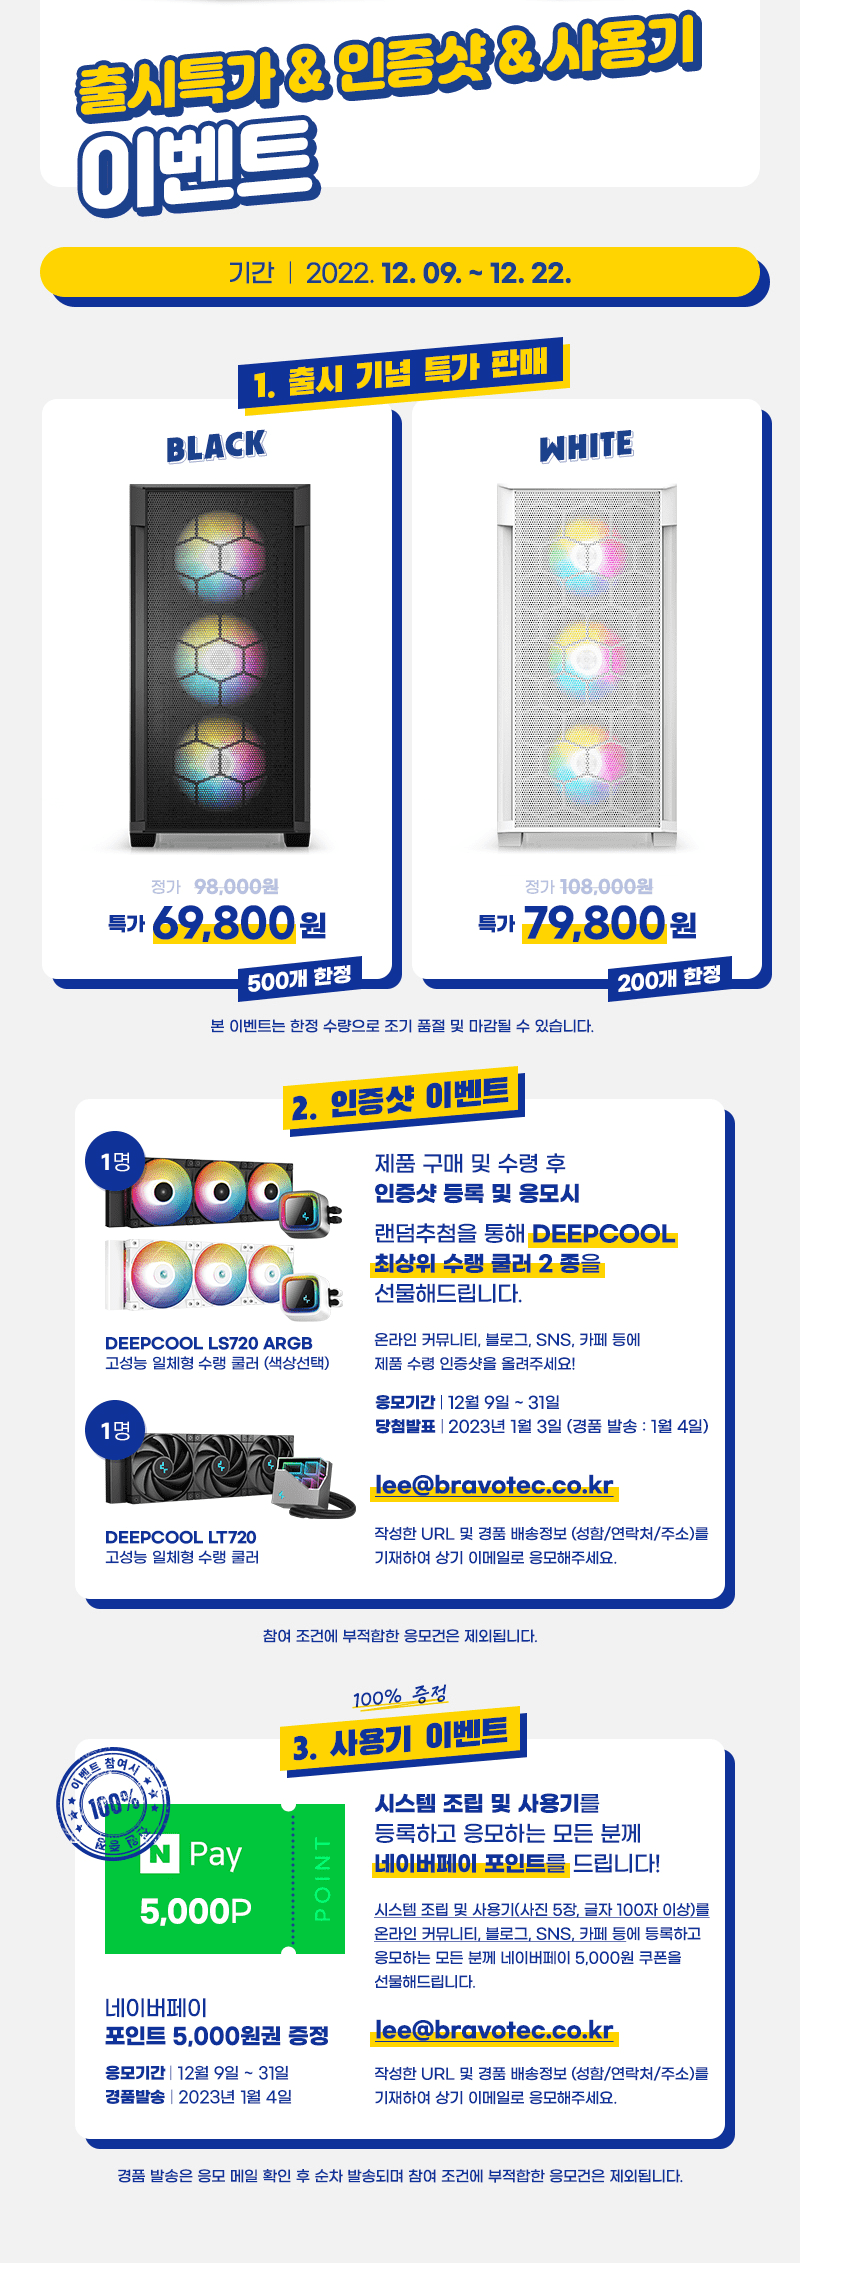 출시특가 & 인증샷 & 사용기
이벤트
기간 | 2022. 12. 09. ~ 12. 22.
1. 출시 기념 특가 판매
BLACK
정가 98,000원
특가 69,800원
500개 한정
WHITE
정가 108,000원
특가 79,800원
200개 한정
본 이벤트는 한정 수량으로 조기 품절 및 마감될 수 있습니다.
2. 인증샷 이벤트
1명
DEEPCOOL LS720 ARGB
고성능 일체형 수랭 쿨러 (색상선택)
1명
DEEPCOOL LT720
고성능 일체형 수랭 쿨러
제품 구매 및 수령 후
인증샷 등록 및 응모시
랜덤추첨을 통해 DEEPCOOL
최상위 수랭 쿨러 2 종을
선물해드립니다.
온라인 커뮤니티, 블로그, SNS, 카페 등에
제품 수령 인증샷을 올려주세요!
응모기간 | 12월 9일 ~ 31일
당첨발표 | 2023년 1월 3일 (경품 발송 : 1월 4일)
lee@bravotec.co.kr
작성한 URL 및 경품 배송정보 (성함/연락처/주소)를
기재하여 상기 이메일로 응모해주세요.
참여 조건에 부적합한 응모건은 제외됩니다.
100% 증정
3. 사용기 이벤트
이벤트 참여시
100%
전원 증정
N Pay
5,000P
POINT
네이버페이
포인트 5,000원권 증정
응모기간 | 12월 9일 ~ 31일
경품발송 | 2023년 1월 4일
시스템 조립 및 사용기를
등록하고 응모하는 모든 분께
네이버페이 포인트를 드립니다!
시스템 조립 및 사용기(사진 5장, 글자 100자 이상)를
온라인 커뮤니티, 블로그, SNS, 카페 등에 등록하고
응모하는 모든 분께 네이버페이 5,000원 쿠폰을
선물해드립니다.
lee@bravotec.co.kr
작성한 URL 및 경품 배송정보 (성함/연락처/주소)를
기재하여 상기 이메일로 응모해주세요.
경품 발송은 응모 메일 확인 후 순차 발송되며 참여 조건에 부적합한 응모건은 제외됩니다.